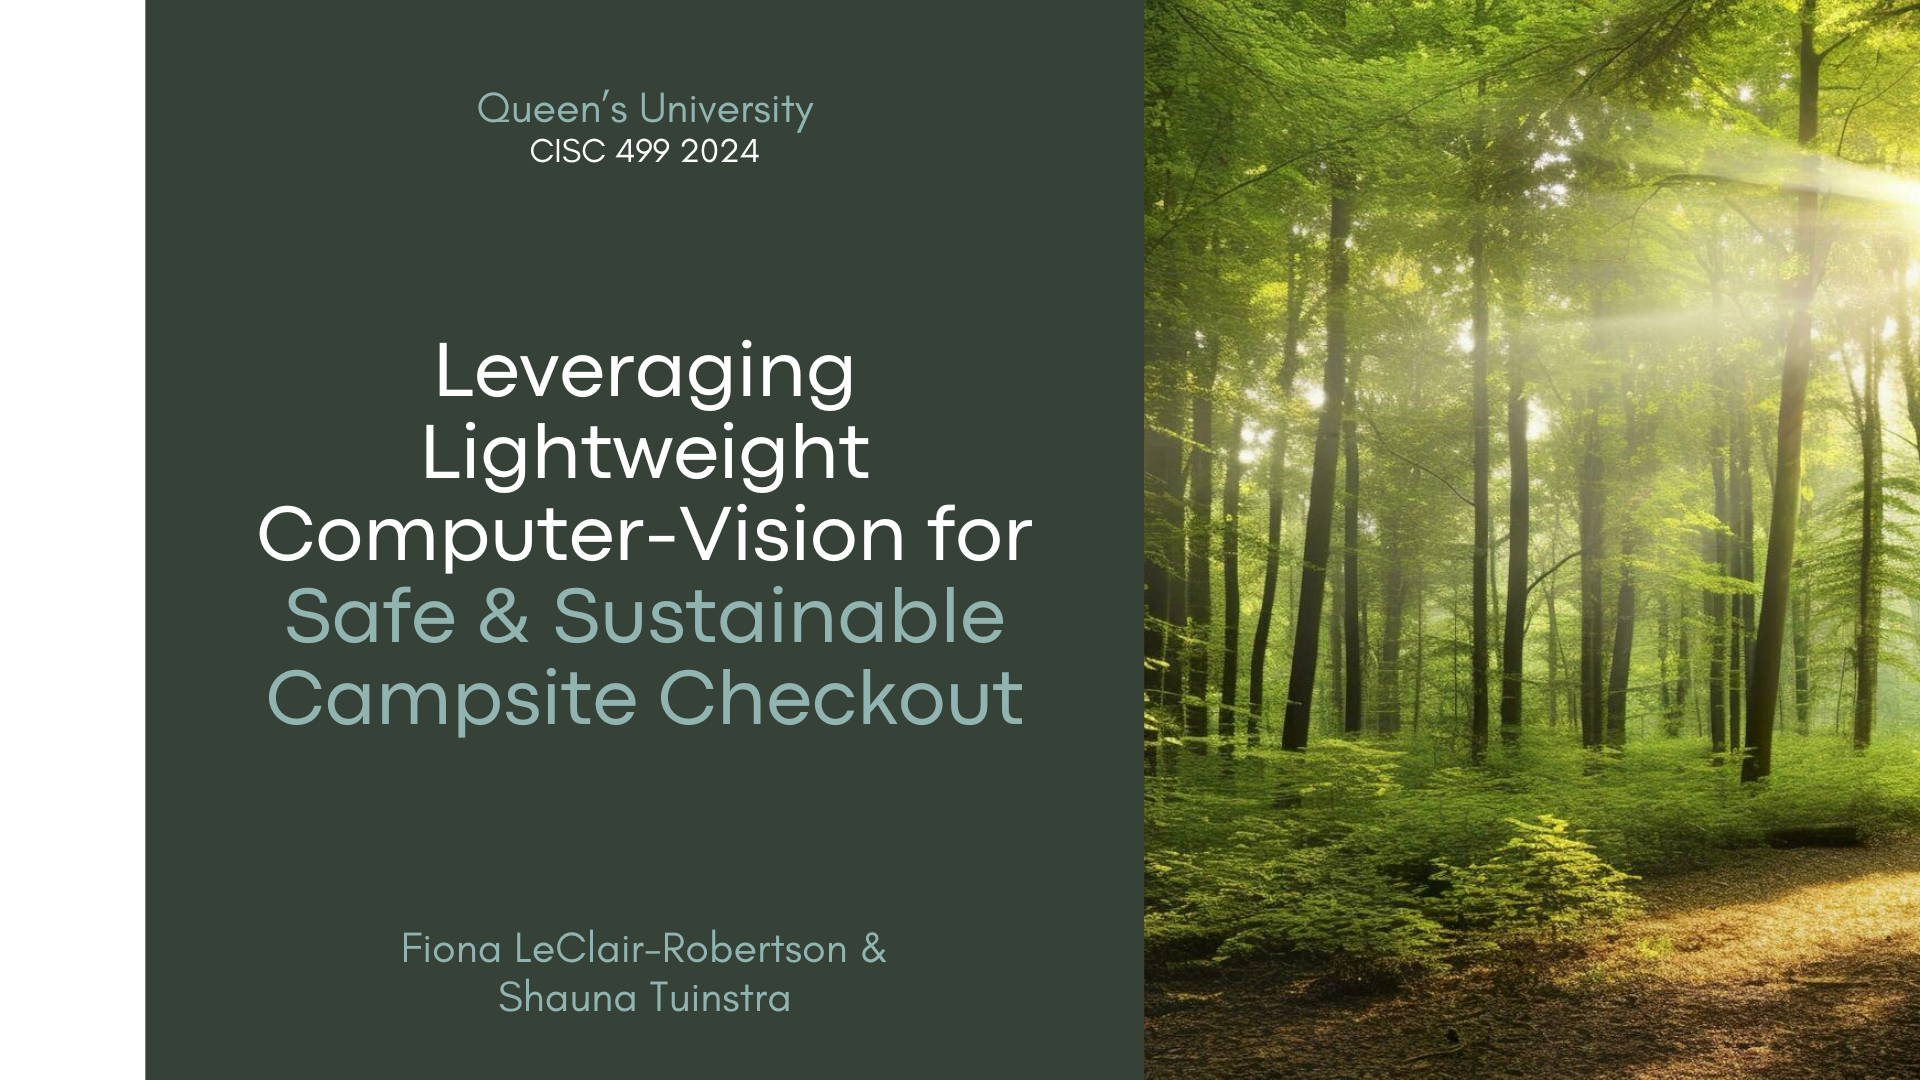 Queen’s University
CISC 499 2024
Leveraging
Lightweight
Computer-Vision for
Safe & Sustainable
Campsite Checkout
Fiona LeClair-Robertson &
Shauna Tuinstra